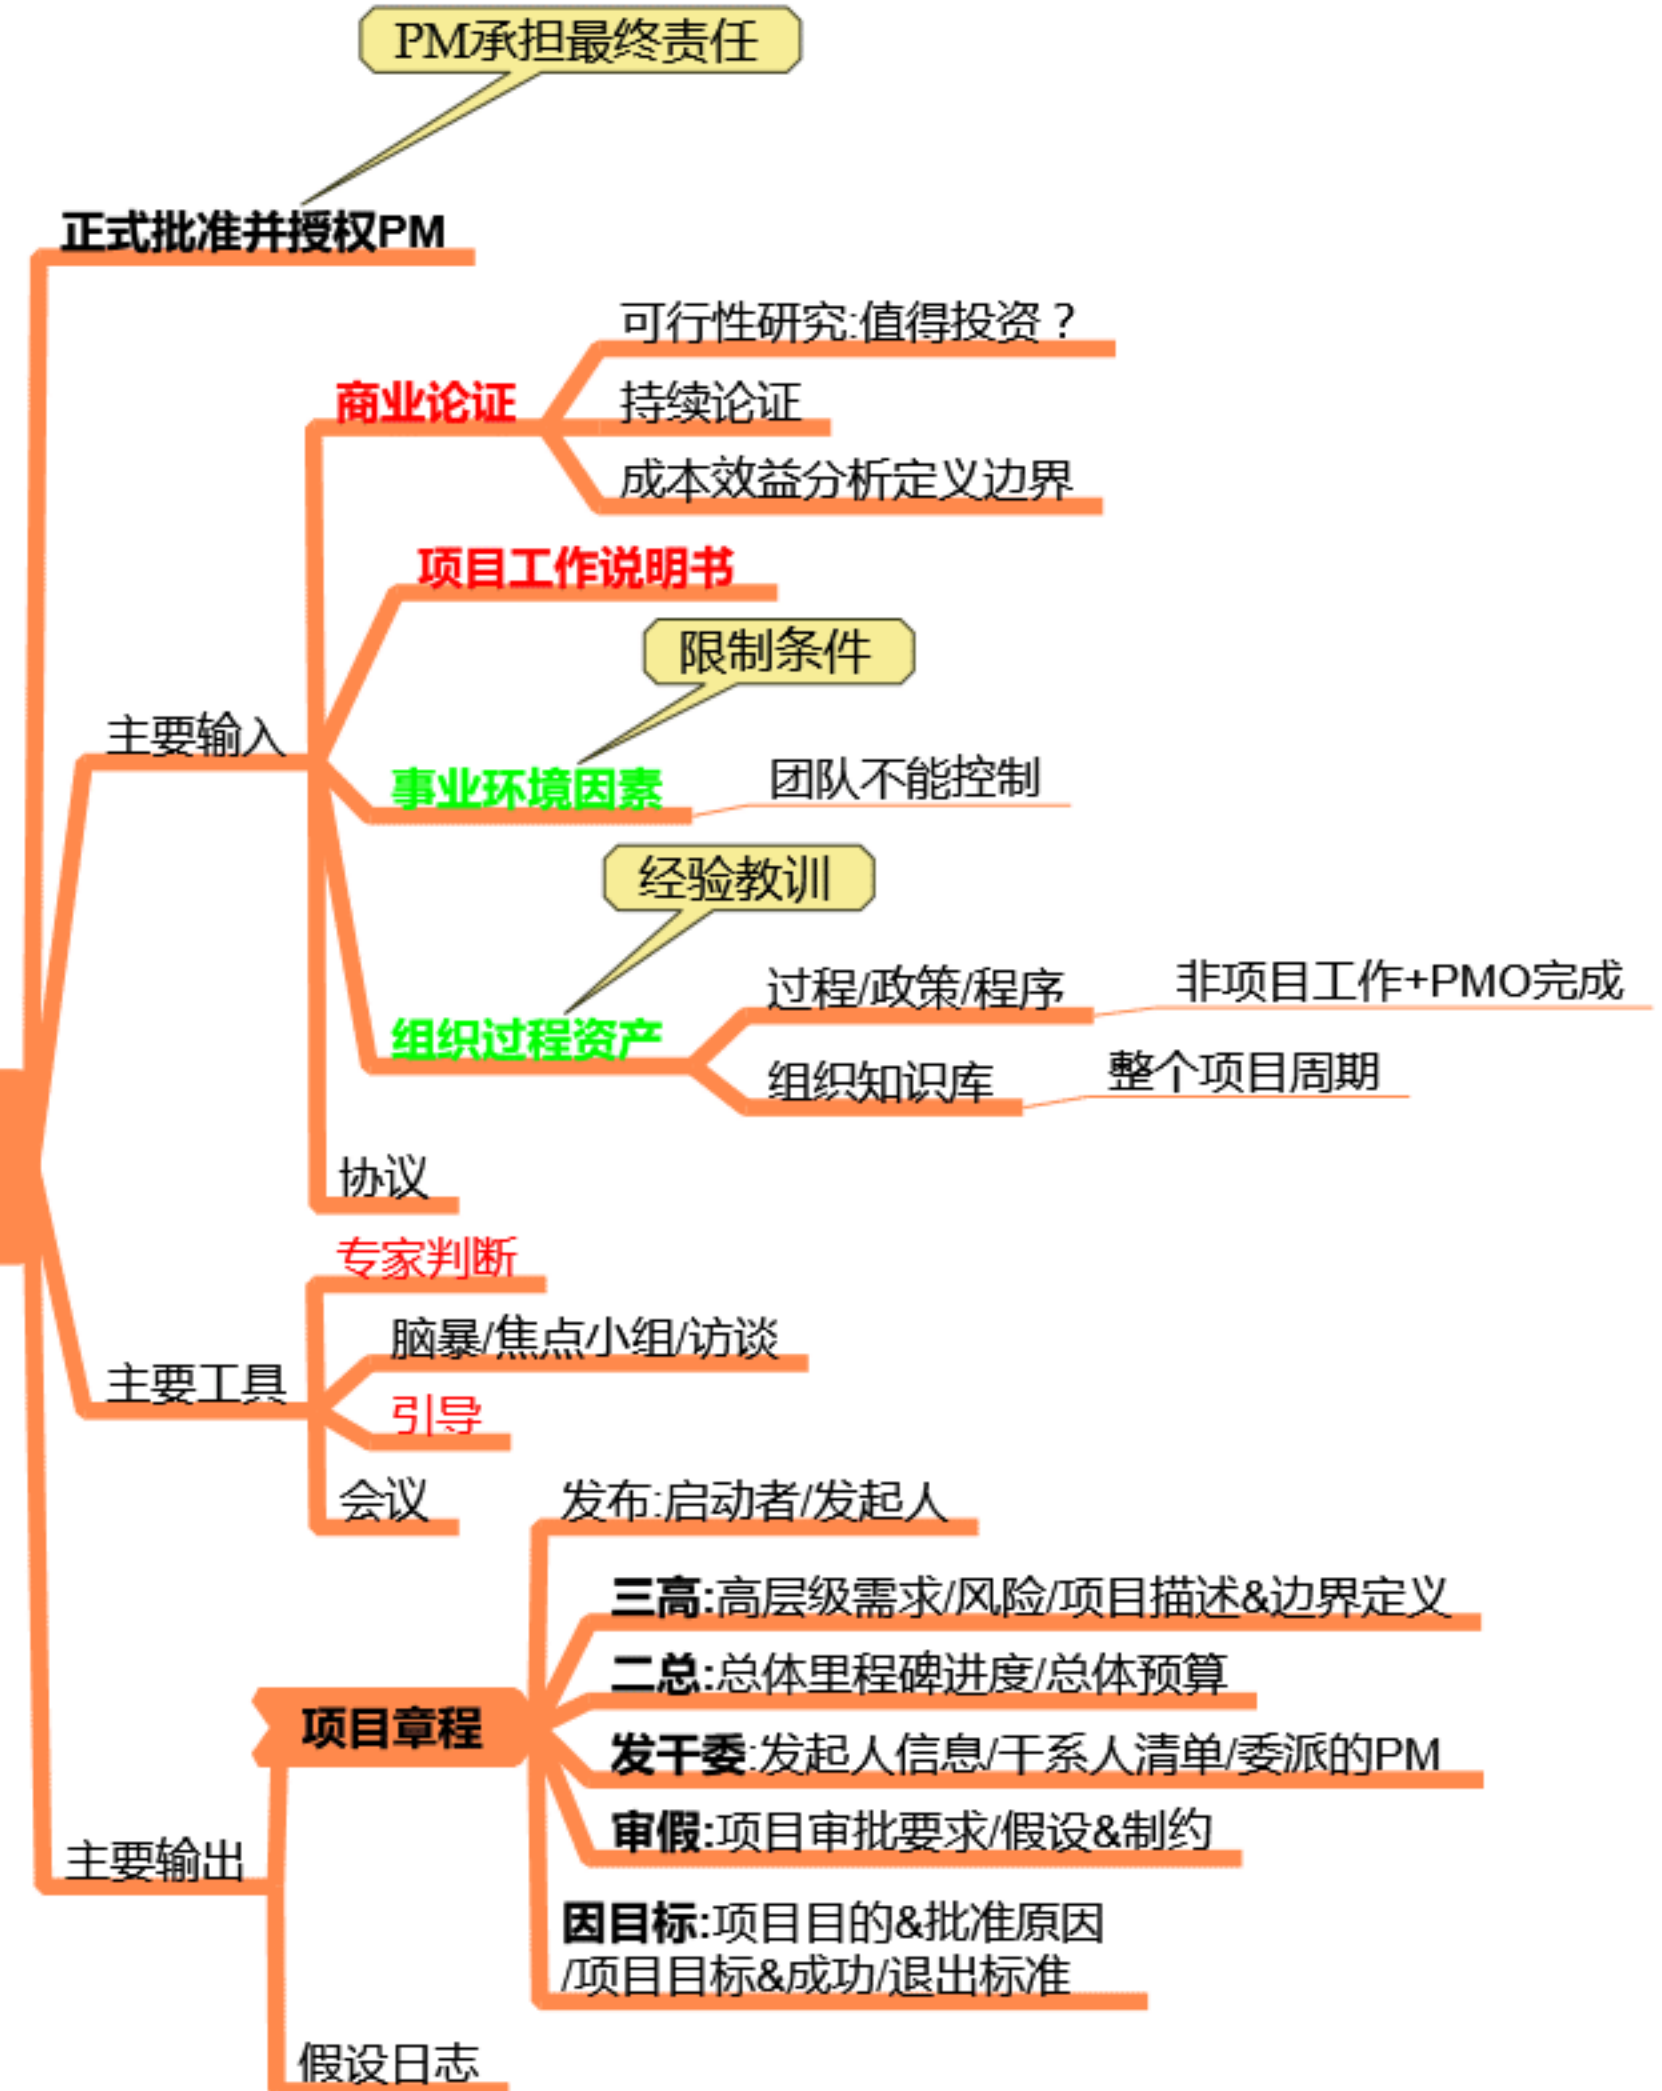 PM承担最终责任
正式批准并授权PM
可行性研究:值得投资？
商业论证
持续论证
成本效益分析定义边界
项目工作说明书
限制条件
主要输入
事业环境因素
团队不能控制
经验教训
过程/政策/程序
非项目工作+PMO完成
组织过程资产
组织知识库
整个项目周期
协议
专家判断
脑暴/焦点小组/访谈
主要工具
引导
会议
发布:启动者/发起人
三高:高层级需求/风险/项目描述&边界定义
二总:总体里程碑进度/总体预算
项目章程
发干委:发起人信息/干系人清单/委派的PM
审假:项目审批要求/假设&制约
主要输出
因目标:项目目的&批准原因
/项目目标&成功/退出标准
假设日志